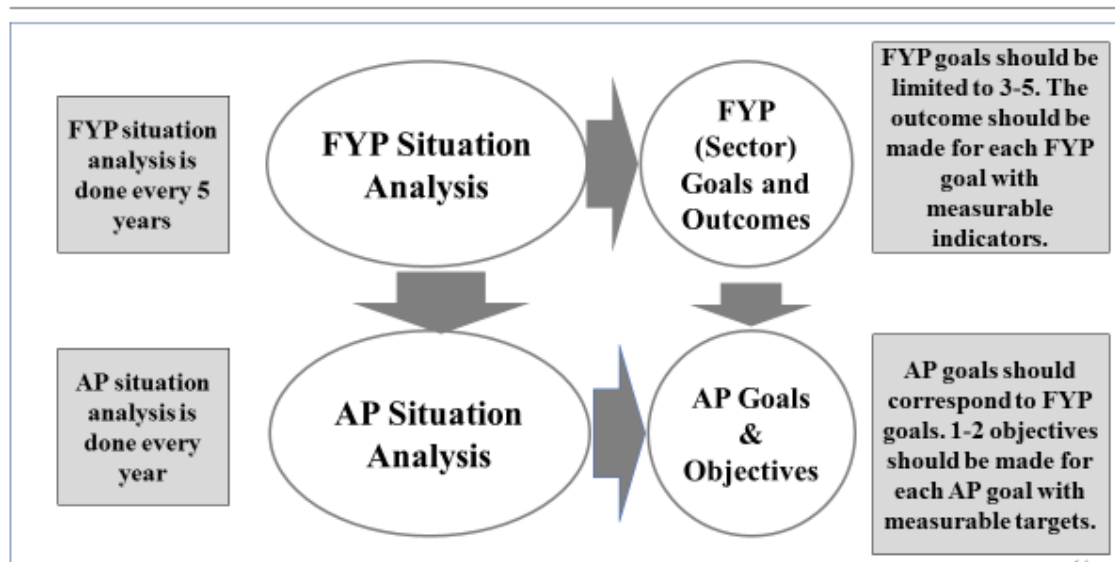 FYP situation
analysis is
done every 5
years
FYP Situation
Analysis
FYP
(Sector)
Goals and
Outcomes
FYP goals should be
limited to 3-5. The
outcome should be
made for each FYP
goal with
measurable
indicators.
AP situation
analysis is
done every
year
AP Situation
Analysis
AP Goals
&
Objectives
AP goals should
correspond to FYP
goals. 1-2 objectives
should be made for
each AP goal with
measurable targets.